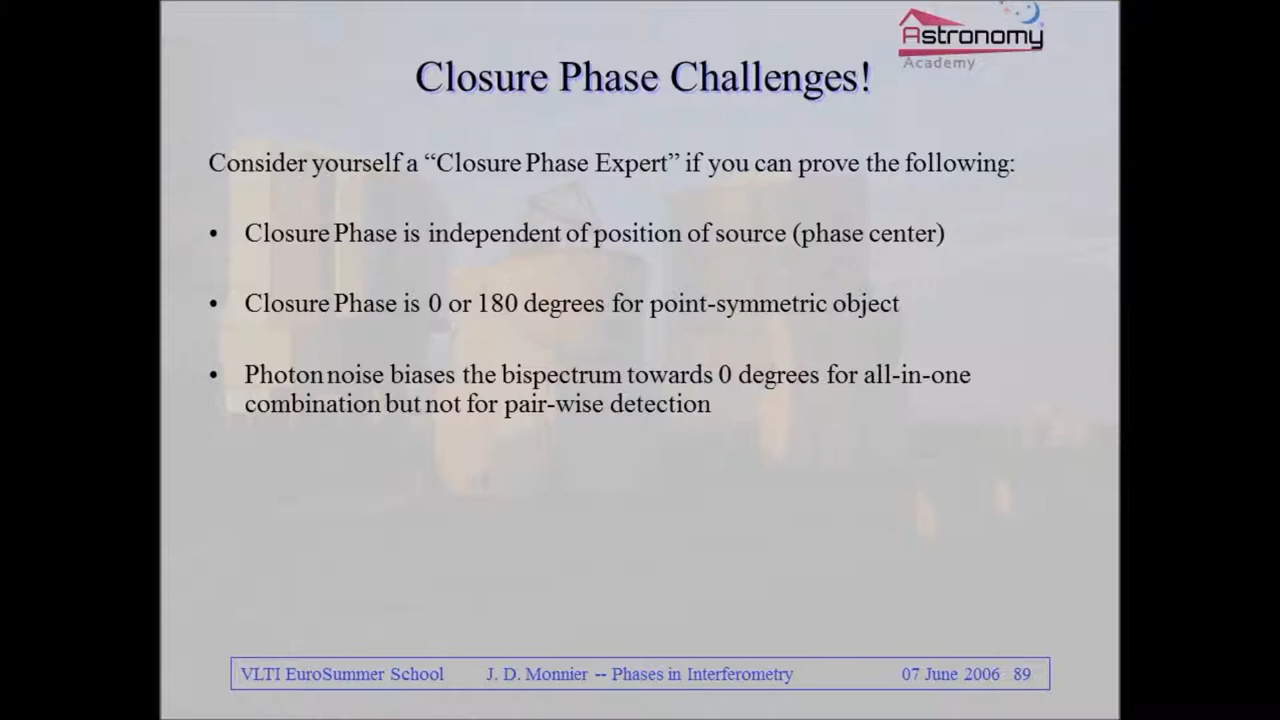 Astronomy
Academy
Closure Phase Challenges!
Consider yourself a “Closure Phase Expert” if you can prove the following:
• Closure Phase is independent of position of source (phase center)
• Closure Phase is 0 or 180 degrees for point-symmetric object
• Photon noise biases the bispectrum towards 0 degrees for all-in-one
combination but not for pair-wise detection
VLTI EuroSummer School J. D. Monnier -- Phases in Interferometry 07 June 2006 89